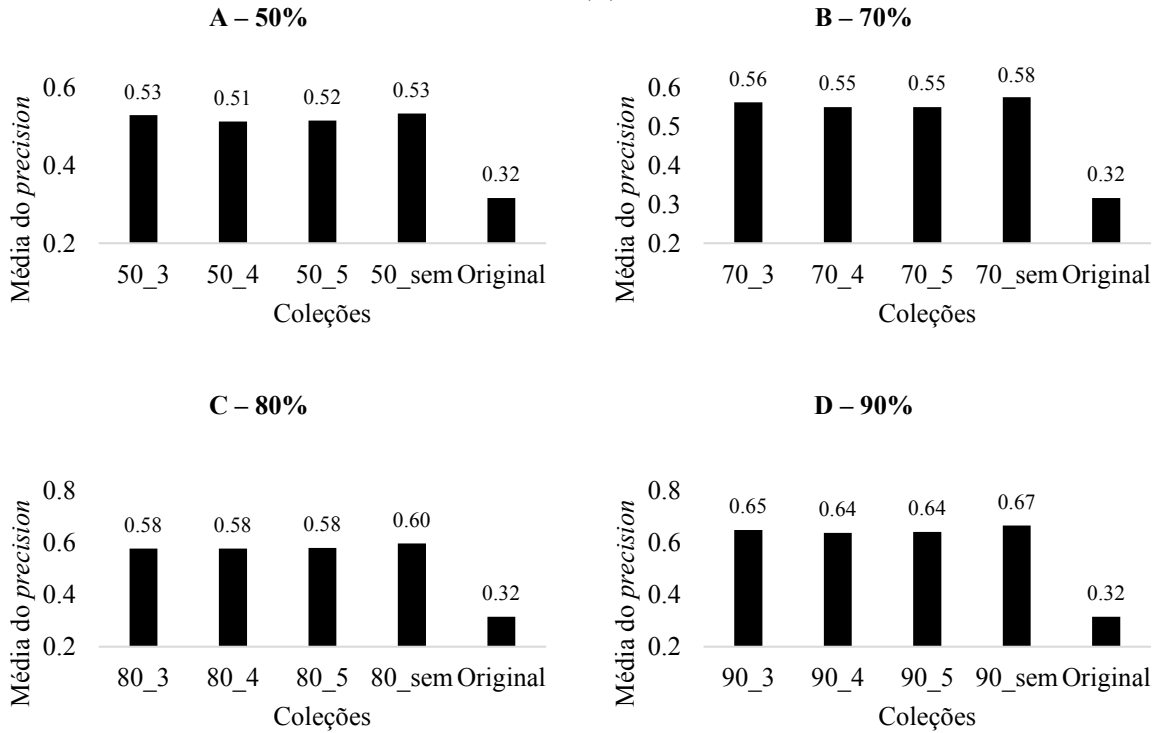 A – 50%
Média do precision
0.6
0.4
0.2
0.53
0.51
0.52
0.53
0.32
50_3 50_4 50_5 50_sem Original
Coleções
B – 70%
Média do precision
0.6
0.5
0.4
0.3
0.2
0.56
0.55
0.55
0.58
0.32
70_3 70_4 70_5 70_sem Original
Coleções
C – 80%
Média do precision
0.8
0.6
0.4
0.2
0.58
0.58
0.58
0.60
0.32
80_3 80_4 80_5 80_sem Original
Coleções
D – 90%
Média do precision
0.8
0.6
0.4
0.2
0.65
0.64
0.64
0.67
0.32
90_3 90_4 90_5 90_sem Original
Coleções